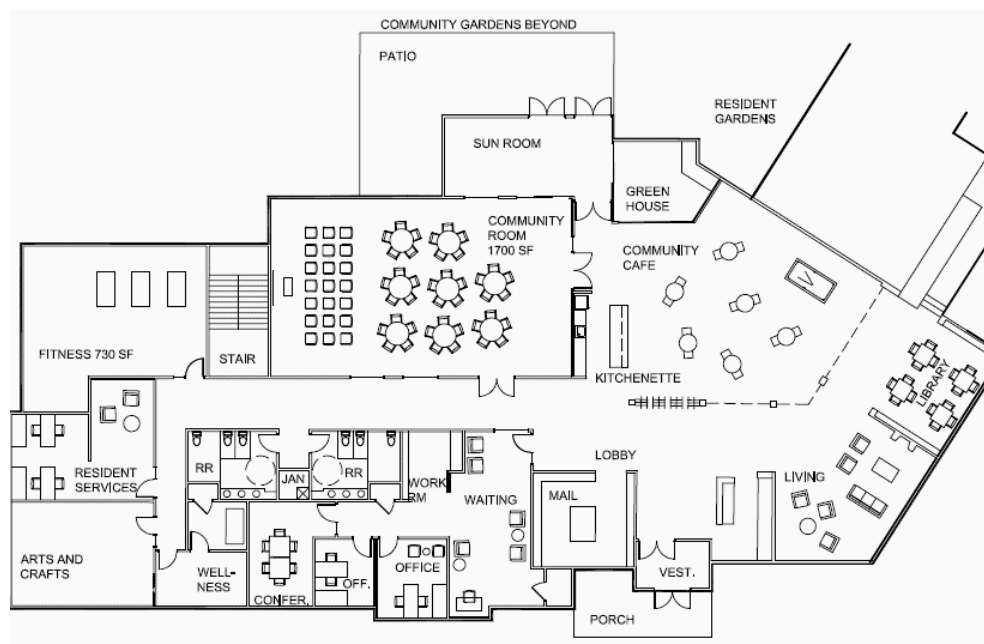 COMMUNITY GARDENS BEYOND
PATIO
RESIDENT
GARDENS
SUN ROOM
GREEN
HOUSE
COMMUNITY
ROOM
1700 SF
COMMUNITY
CAFE
FITNESS 730 SF
STAIR
KITCHENETTE
LIBRARY
RESIDENT
SERVICES
RR
JAN
RR
WORK
RM
WAITING
LOBBY
MAIL
LIVING
ARTS AND
CRAFTS
WELL-
NESS
CONFER.
OFF.
OFFICE
VEST.
PORCH